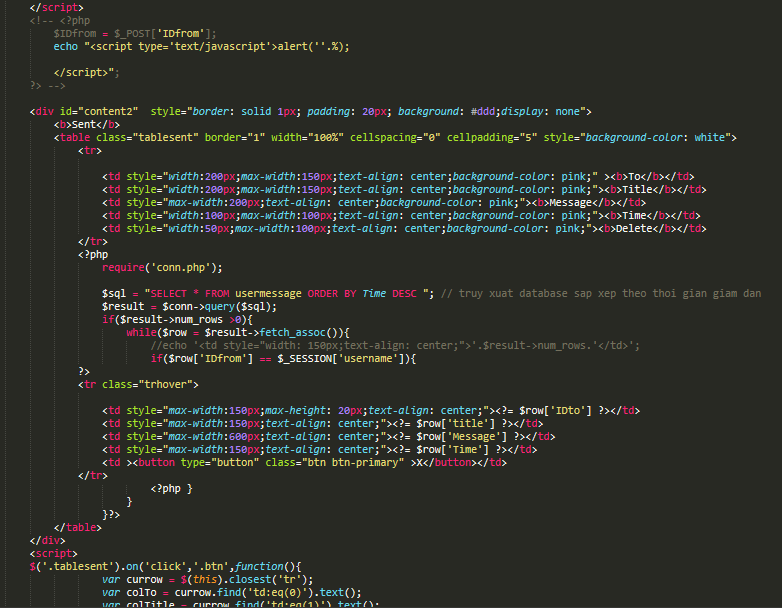 </script>
<!-- <?php
$IDfrom = $_POST['IDfrom'];
echo "<script type='text/javascript'>alert(''.%);
</script>";
?> -->
<div id="content2"  style="border: solid 1px; padding: 20px; background: #ddd;display: none">
<b>Sent</b>
<table class="tablesent" border="1" width="100%" cellspacing="0" cellpadding="5" style="background-color: white">
<tr>
<td style="width:200px;max-width:150px;text-align: center;background-color: pink;" ><b>To</b></td>
<td style="width:200px;max-width:150px;text-align: center;background-color: pink;"><b>Title</b></td>
<td style="max-width:200px;text-align: center;background-color: pink;"><b>Message</b></td>
<td style="width:100px;max-width:100px;text-align: center;background-color: pink;"><b>Time</b></td>
<td style="width:50px;max-width:100px;text-align: center;background-color: pink;"><b>Delete</b></td>
</tr>
<?php
require('conn.php');
$sql = "SELECT * FROM usermessage ORDER BY Time DESC "; // truy xuat database sap xep theo thoi gian giam dan
$result = $conn->query($sql);
if($result->num_rows >0){
while($row = $result->fetch_assoc()){
//echo '<td style="width: 150px;text-align: center;">'.$result->num_rows.'</td>';
if($row['IDfrom'] == $_SESSION['username']){
?>
<tr class="trhover">
<td style="max-width:150px;max-height: 20px;text-align: center;"><?= $row['IDto'] ?></td>
<td style="max-width:150px;text-align: center;"><?= $row['title'] ?></td>
<td style="max-width:600px;text-align: center;"><?= $row['Message'] ?></td>
<td style="max-width:150px;text-align: center;"><?= $row['Time'] ?></td>
<td ><button type="button" class="btn btn-primary" >X</button></td>
</tr>
<?php }
}
}?>
</table>
</div>
<script>
$('.tablesent').on('click','.btn',function(){
var currow = $(this).closest('tr');
var colTo = currow.find('td:eq(0)').text();
var colTitle = currow.find('td:eq(1)').text();